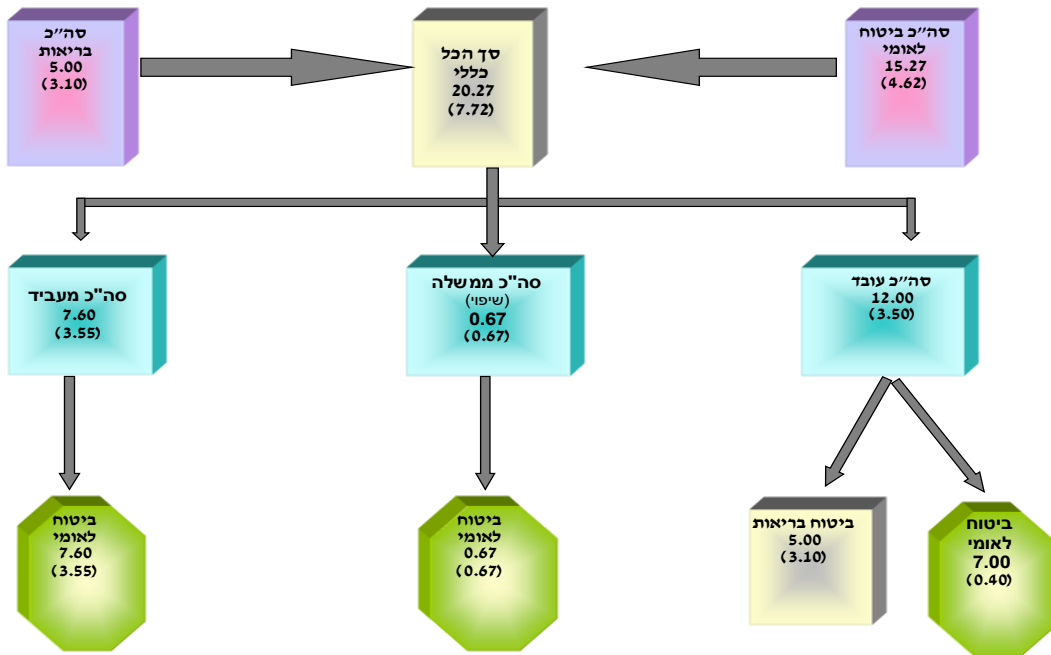 סה״כ ביטוח
לאומי
15.27
(4.62)
סך הכל
כללי
20.27
(7.72)
סה״כ
בריאות
5.00
(3.10)
סה״כ עובד
12.00
(3.50)
סה"כ ממשלה
(שיפוי)
0.67
(0.67)
סה"כ מעביד
7.60
(3.55)
ביטוח
לאומי
7.00
(0.40)
ביטוח בריאות
5.00
(3.10)
ביטוח
לאומי
0.67
(0.67)
ביטוח
לאומי
7.60
(3.55)